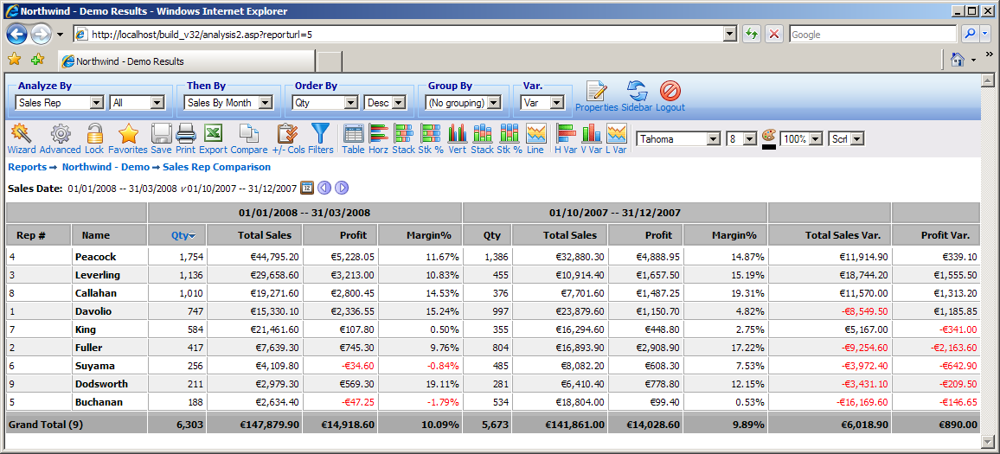 Northwind - Demo Results - Windows Internet Explorer
http://localhost/build_v32/analysis2.asp?reporturl=5 Google
Northwind - Demo Results
Analyze By Then By Order By Group By Var.
Sales Rep All Sales By Month Qty Desc (No grouping) Var Properties Sidebar Logout
Wizard Advanced Lock Favorites Save Print Export Compare +/- Cols Filters Table Horz Stack Stk % Vert Stack Stk % Line H Var V Var L Var Tahoma 8 100% Scrl
Reports ➡ Northwind - Demo ➡ Sales Rep Comparison
Sales Date: 01/01/2008 -- 31/03/2008 v 01/10/2007 -- 31/12/2007 12
01/01/2008 -- 31/03/2008 01/10/2007 -- 31/12/2007
Rep # Name Qty Total Sales Profit Margin% Qty Total Sales Profit Margin% Total Sales Var. Profit Var.
4 Peacock 1,754 €44,795.20 €5,228.05 11.67% 1,386 €32,880.30 €4,888.95 14.87% €11,914.90 €339.10
3 Leverling 1,136 €29,658.60 €3,213.00 10.83% 455 €10,914.40 €1,657.50 15.19% €18,744.20 €1,555.50
8 Callahan 1,010 €19,271.60 €2,800.45 14.53% 376 €7,701.60 €1,487.25 19.31% €11,570.00 €1,313.20
1 Davolio 747 €15,330.10 €2,336.55 15.24% 997 €23,879.60 €1,150.70 4.82% -€8,549.50 €1,185.85
7 King 584 €21,461.60 €107.80 0.50% 355 €16,294.60 €448.80 2.75% €5,167.00 -€341.00
2 Fuller 417 €7,639.30 €745.30 9.76% 804 €16,893.90 €2,908.90 17.22% -€9,254.60 -€2,163.60
6 Suyama 256 €4,109.80 -€34.60 -0.84% 485 €8,082.20 €608.30 7.53% -€3,972.40 -€642.90
9 Dodsworth 211 €2,979.30 €569.30 19.11% 281 €6,410.40 €778.80 12.15% -€3,431.10 -€209.50
5 Buchanan 188 €2,634.40 -€47.25 -1.79% 534 €18,804.00 €99.40 0.53% -€16,169.60 -€146.65
Grand Total (9) 6,303 €147,879.90 €14,918.60 10.09% 5,673 €141,861.00 €14,028.60 9.89% €6,018.90 €890.00